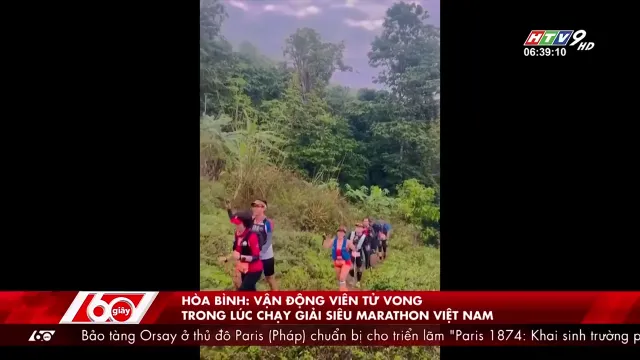 HTV9 HD
06:39:10
60 giây
HÒA BÌNH: VẬN ĐỘNG VIÊN TỬ VONG
TRONG LÚC CHẠY GIẢI SIÊU MARATHON VIỆT NAM
60 Bảo tàng Orsay ở thủ đô Paris (Pháp) chuẩn bị cho triển lãm "Paris 1874: Khai sinh trường p